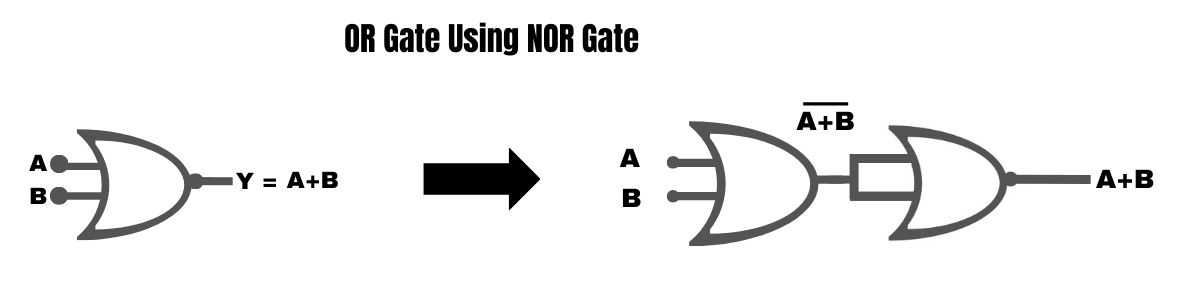 OR Gate Using NOR Gate
A
B
Y = A+B
A
B
A̅+̅B̅
A+B